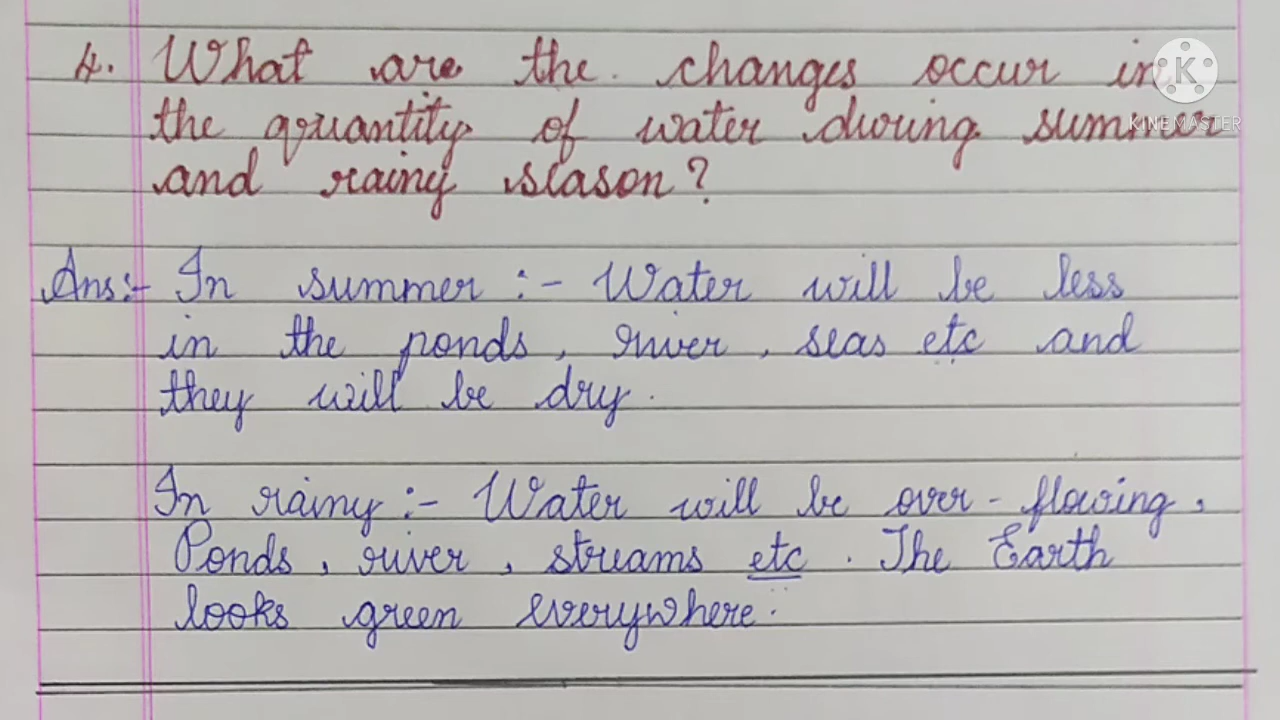 4. What are the changes occur in
the quantity of water during summer
and rainy season?
Ans:- In summer :- Water will be less
in the ponds, river, seas etc and
they will be dry.
In rainy :- Water will be over-flowing,
Ponds, river, streams etc. The Earth
looks green everywhere.
K
KINEMASTER